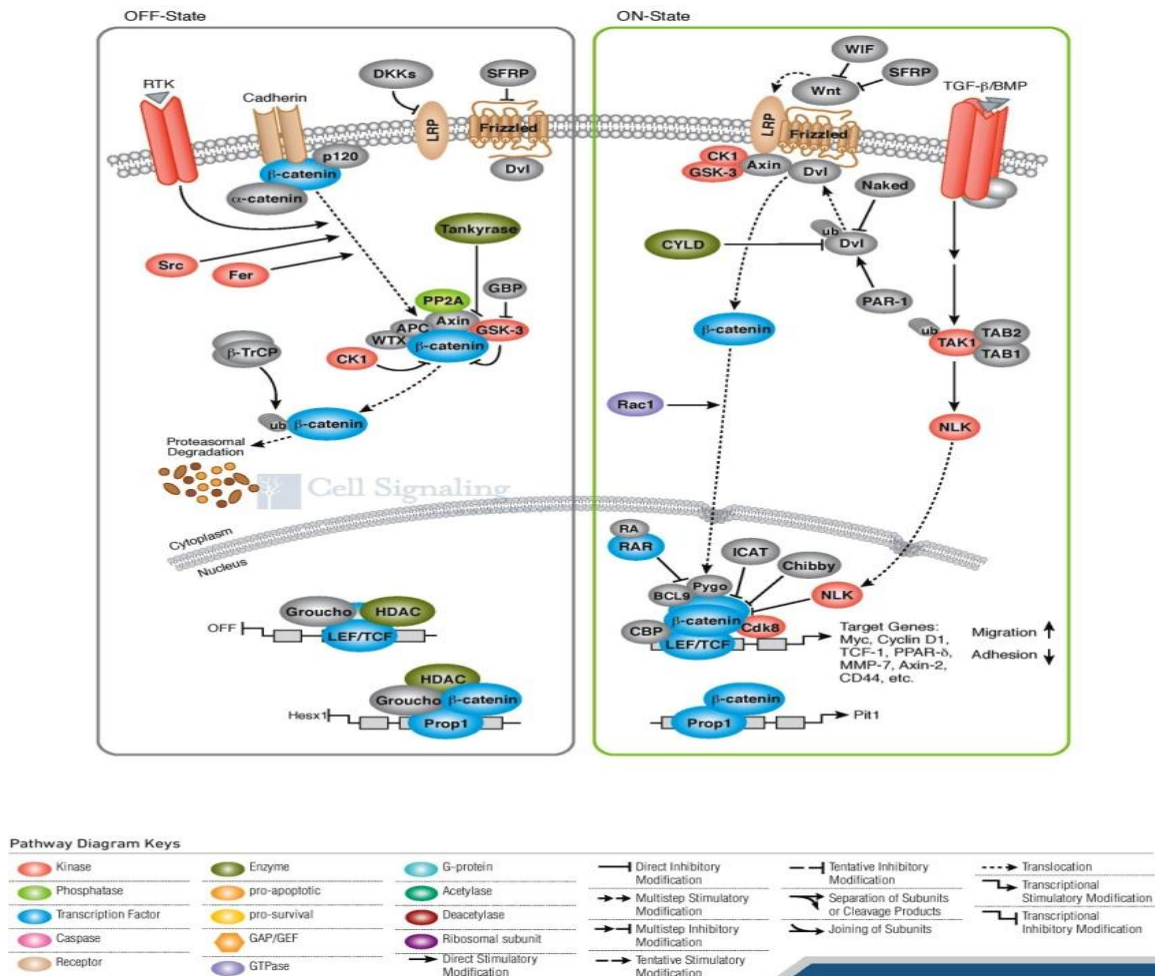 OFF-State
RTK
Cadherin
DKKs
SFRP
LRP
Frizzled
p120
β-catenin
Dvl
α-catenin
Tankyrase
Src
Fer
PP2A
GBP
Axin
APC
GSK-3
WTX
β-catenin
β-TrCP
CK1
ub
β-catenin
Proteasomal
Degradation
Cell Signaling
Cytoplasm
Nucleus
Groucho
HDAC
OFF
LEF/TCF
HDAC
Groucho
β-catenin
Hesx1
Prop1
ON-State
WIF
SFRP
Wnt
TGF-β/BMP
LRP
Frizzled
CK1
GSK-3
Axin
Dvl
Naked
ub
Dvl
CYLD
PAR-1
β-catenin
ub
TAK1
TAB2
TAB1
Rac1
NLK
RA
RAR
ICAT
Chibby
Pygo
BCL9
NLK
β-catenin
CBP
Cdk8
LEF/TCF
Target Genes:
Myc, Cyclin D1,
TCF-1, PPAR-δ,
MMP-7, Axin-2,
CD44, etc.
Migration
Adhesion
β-catenin
Prop1
Pit1
Pathway Diagram Keys
Kinase
Phosphatase
Transcription Factor
Caspase
Receptor
Enzyme
pro-apoptotic
pro-survival
GAP/GEF
GTPase
G-protein
Acetylase
Deacetylase
Ribosomal subunit
Direct Stimulatory
Modification
Direct Inhibitory
Modification
Multistep Stimulatory
Modification
Multistep Inhibitory
Modification
Tentative Stimulatory
Modification
Tentative Inhibitory
Modification
Separation of Subunits
or Cleavage Products
Joining of Subunits
Translocation
Transcriptional
Stimulatory Modification
Transcriptional
Inhibitory Modification